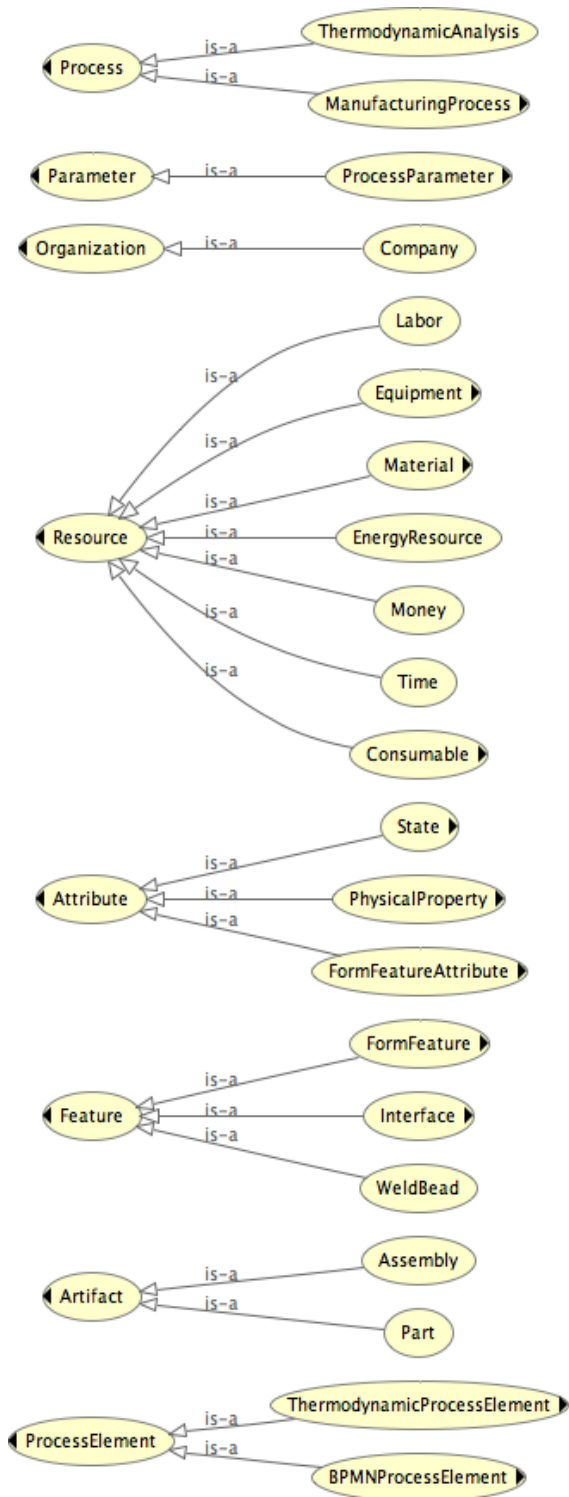 is-a
ThermodynamicAnalysis
Process
is-a
ManufacturingProcess
Parameter
is-a
ProcessParameter
Organization
is-a
Company
Labor
is-a
Equipment
is-a
Material
is-a
Resource
is-a
EnergyResource
is-a
Money
is-a
Time
is-a
Consumable
State
is-a
Attribute
is-a
PhysicalProperty
is-a
FormFeatureAttribute
FormFeature
is-a
Feature
is-a
Interface
is-a
WeldBead
Assembly
is-a
Artifact
is-a
Part
ThermodynamicProcessElement
is-a
ProcessElement
is-a
BPMNProcessElement